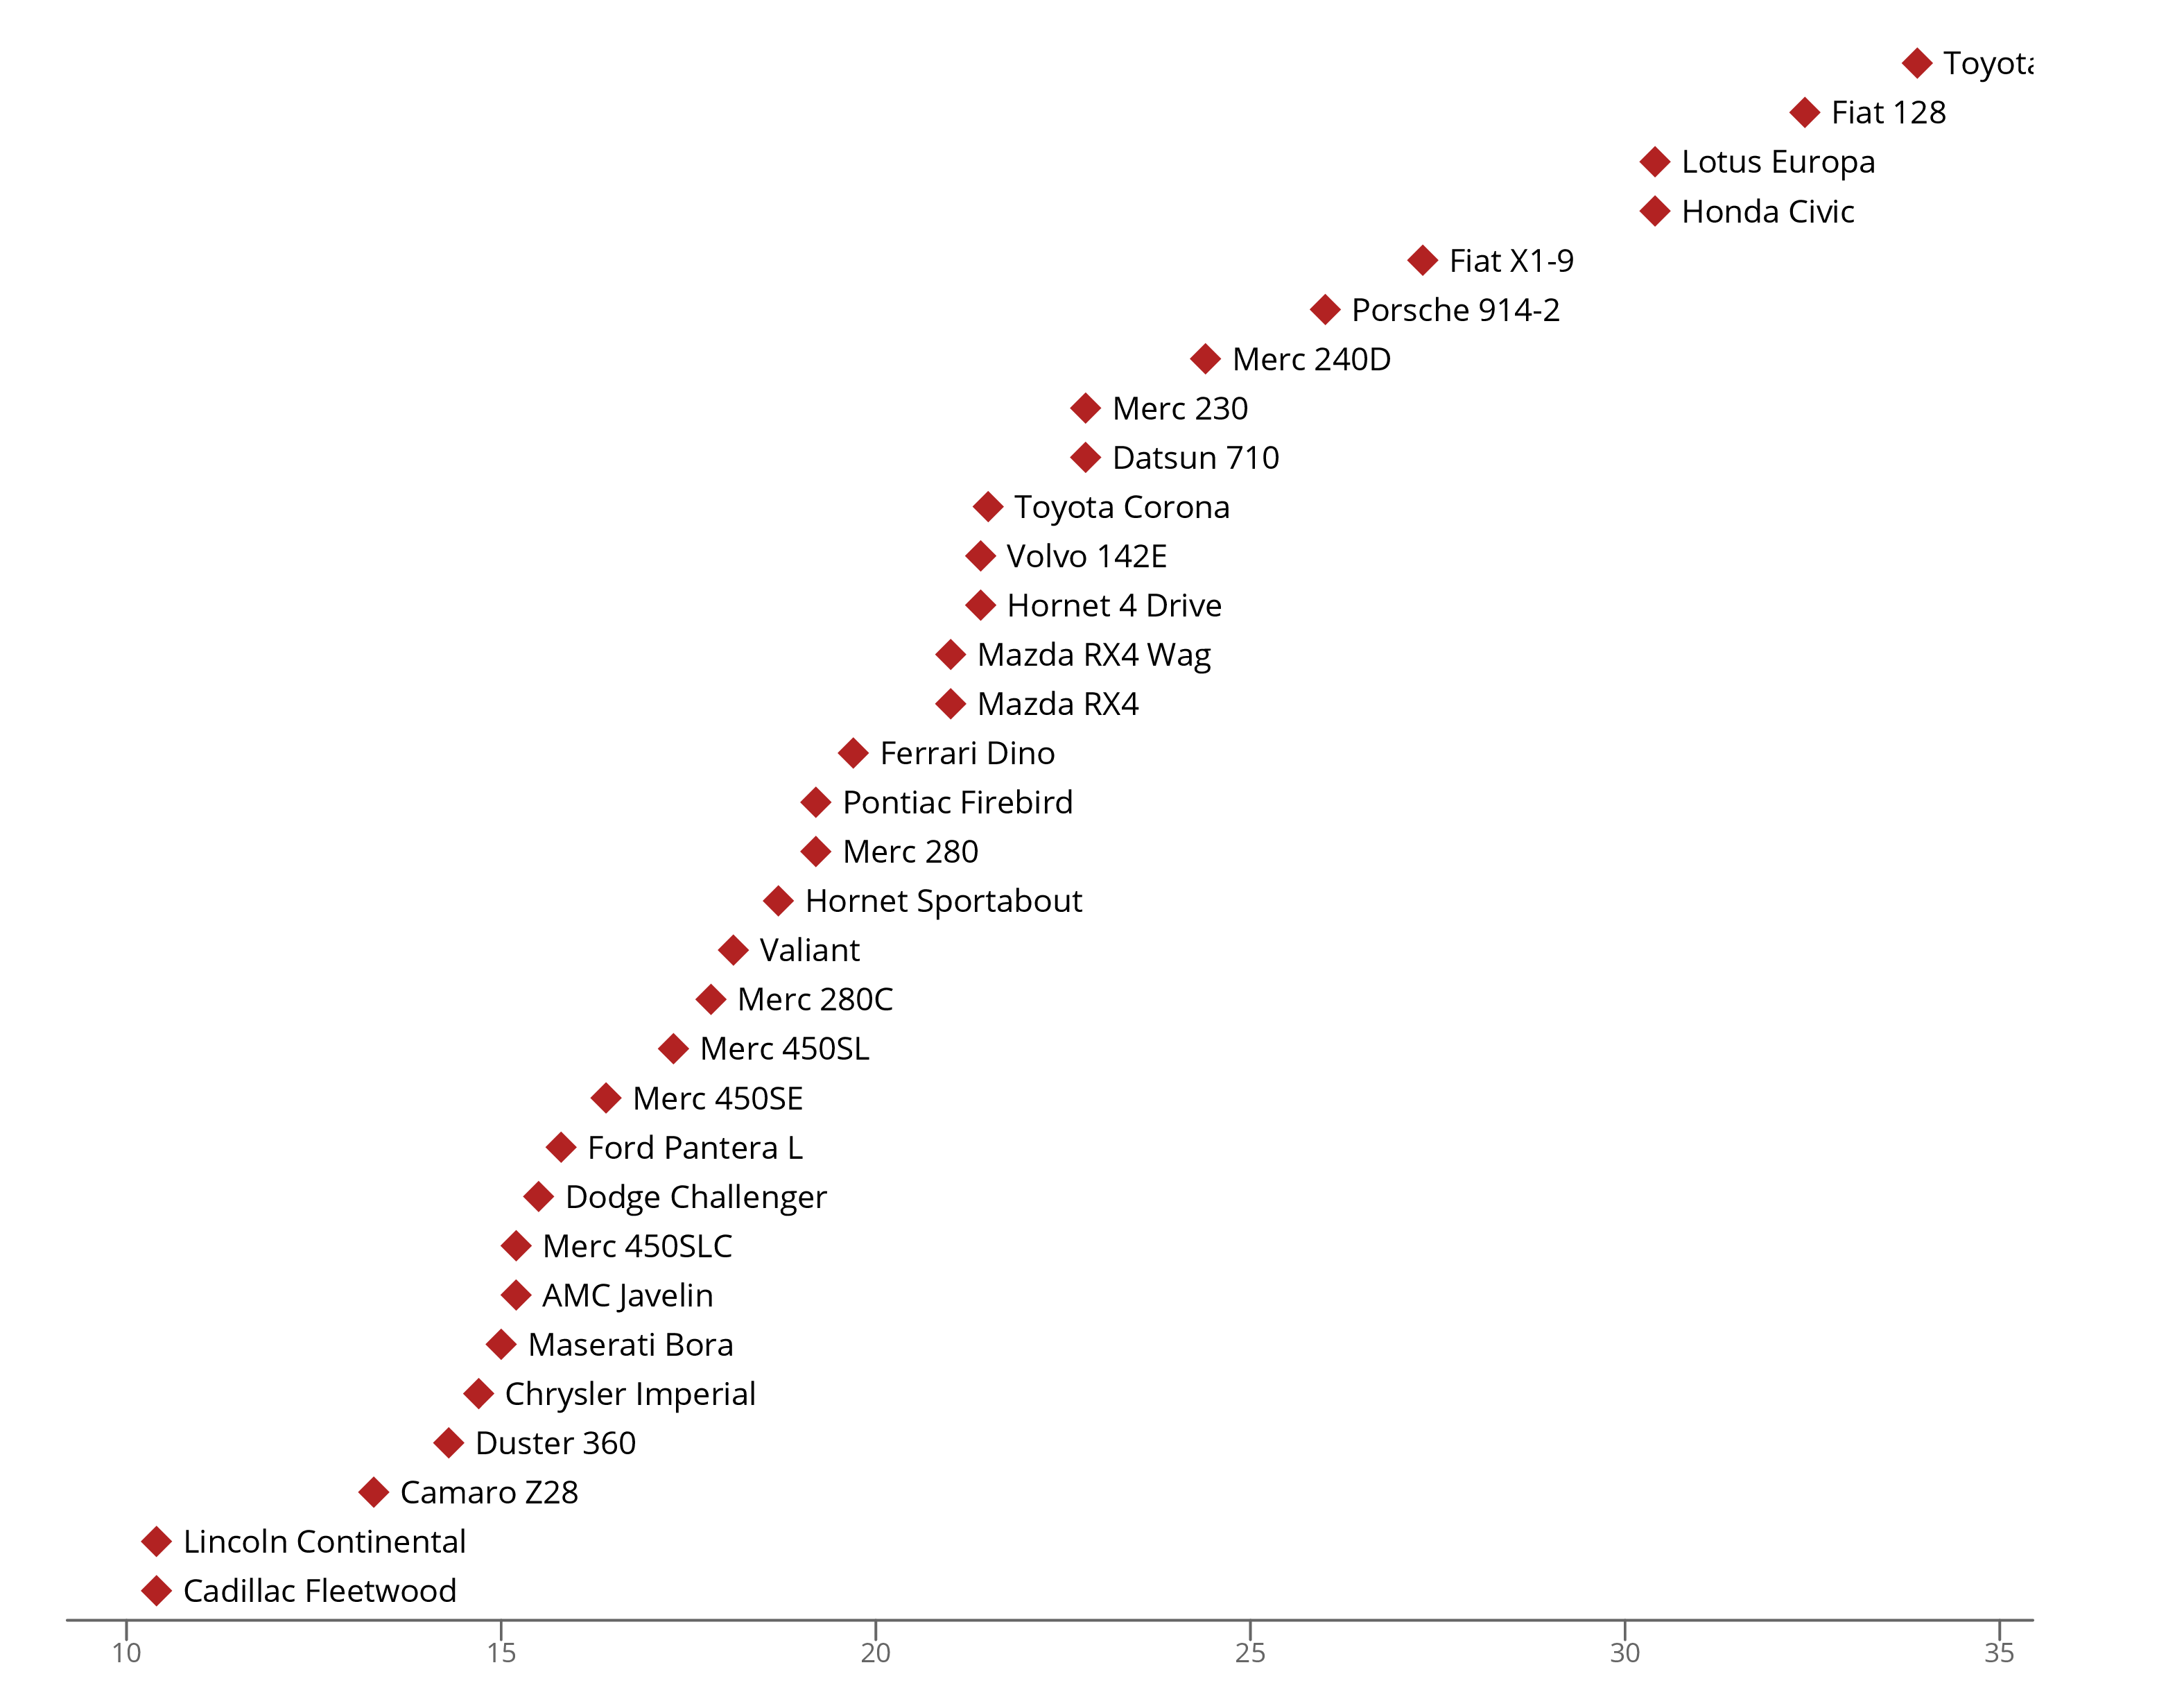 Toyota
Fiat 128
Lotus Europa
Honda Civic
Fiat X1-9
Porsche 914-2
Merc 240D
Merc 230
Datsun 710
Toyota Corona
Volvo 142E
Hornet 4 Drive
Mazda RX4 Wag
Mazda RX4
Ferrari Dino
Pontiac Firebird
Merc 280
Hornet Sportabout
Valiant
Merc 280C
Merc 450SL
Merc 450SE
Ford Pantera L
Dodge Challenger
Merc 450SLC
AMC Javelin
Maserati Bora
Chrysler Imperial
Duster 360
Camaro Z28
Lincoln Continental
Cadillac Fleetwood
10 15 20 25 30 35